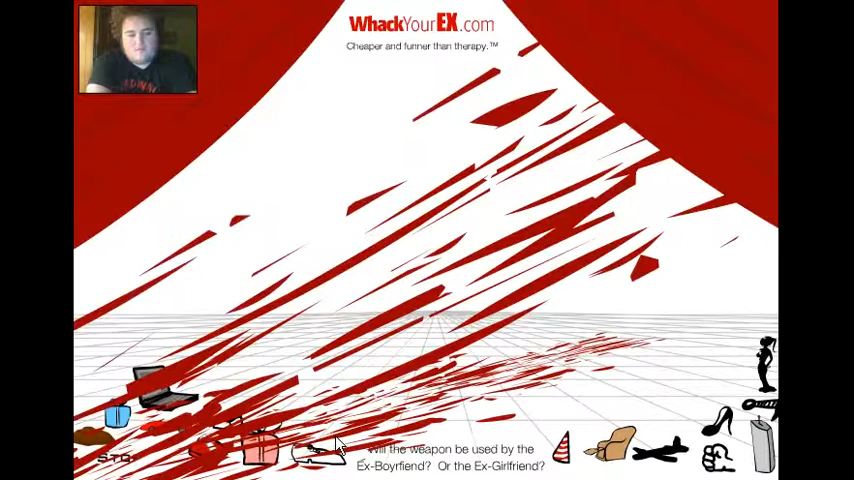 WhackYourEX.com
Cheaper and funner than therapy.™
Will the weapon be used by the
Ex-Boyrfiend? Or the Ex-Girlfriend?